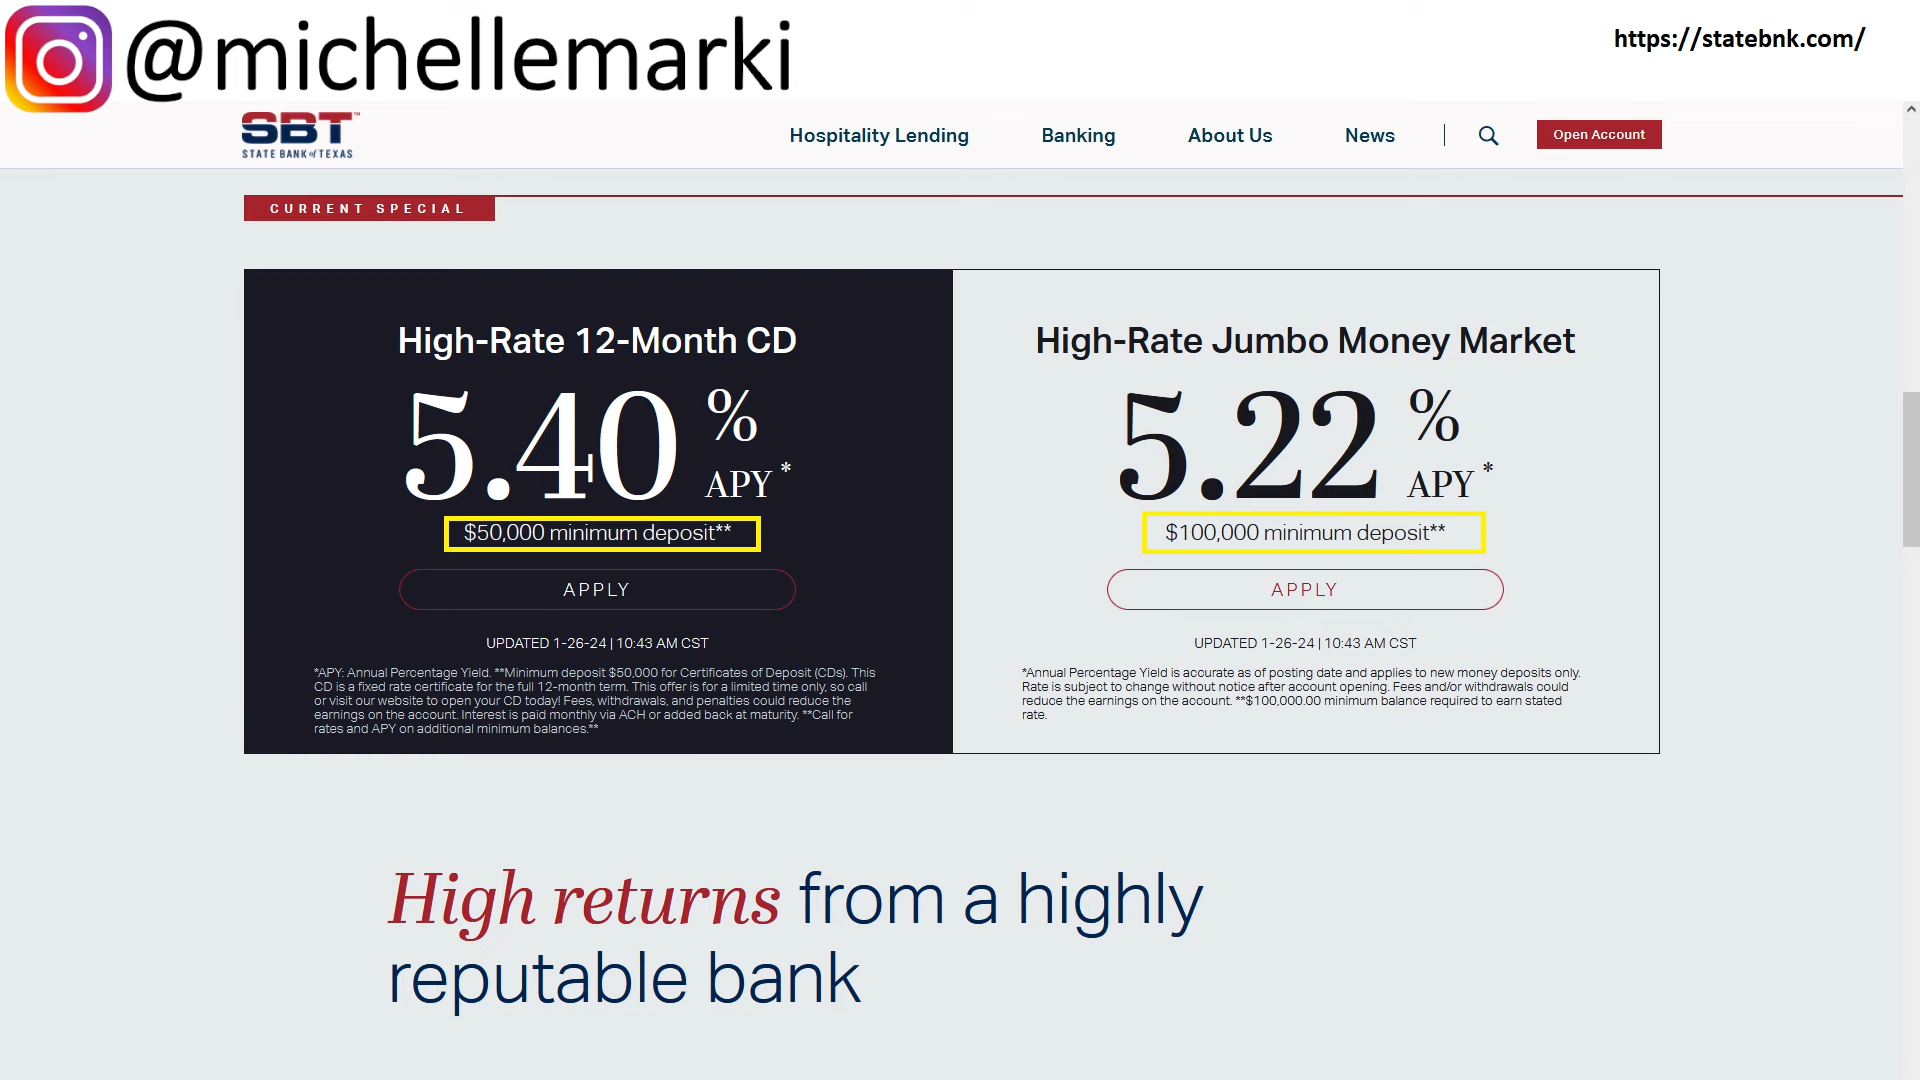 @michellemarki
https://statebnk.com/
SBT™
STATE BANK of TEXAS
Hospitality Lending
Banking
About Us
News
Open Account
CURRENT SPECIAL
High-Rate 12-Month CD
5.40 %
APY*
$50,000 minimum deposit**
APPLY
UPDATED 1-26-24 | 10:43 AM CST
*APY: Annual Percentage Yield. **Minimum deposit $50,000 for Certificates of Deposit (CDs). This
CD is a fixed rate certificate for the full 12-month term. This offer is for a limited time only, so call
or visit our website to open your CD today! Fees, withdrawals, and penalties could reduce the
earnings on the account. Interest is paid monthly via ACH or added back at maturity. **Call for
rates and APY on additional minimum balances.**
High-Rate Jumbo Money Market
5.22 %
APY*
$100,000 minimum deposit**
APPLY
UPDATED 1-26-24 | 10:43 AM CST
*Annual Percentage Yield is accurate as of posting date and applies to new money deposits only.
Rate is subject to change without notice after account opening. Fees and/or withdrawals could
reduce the earnings on the account. **$100,000.00 minimum balance required to earn stated
rate.
High returns from a highly
reputable bank